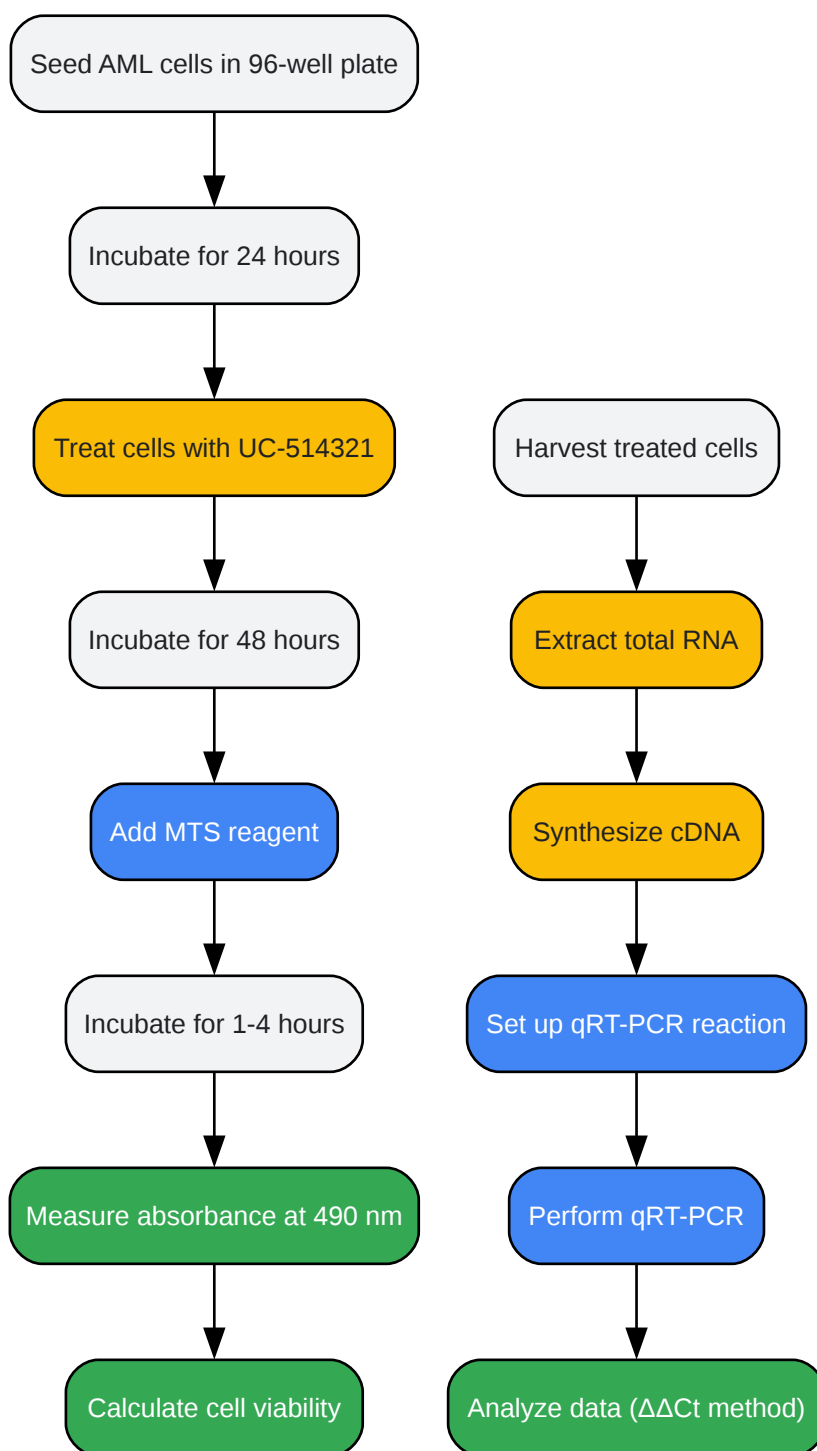 Seed AML cells in 96-well plate
Incubate for 24 hours
Treat cells with UC-514321
Incubate for 48 hours
Add MTS reagent
Incubate for 1-4 hours
Measure absorbance at 490 nm
Calculate cell viability
Harvest treated cells
Extract total RNA
Synthesize cDNA
Set up qRT-PCR reaction
Perform qRT-PCR
Analyze data (ΔΔCt method)